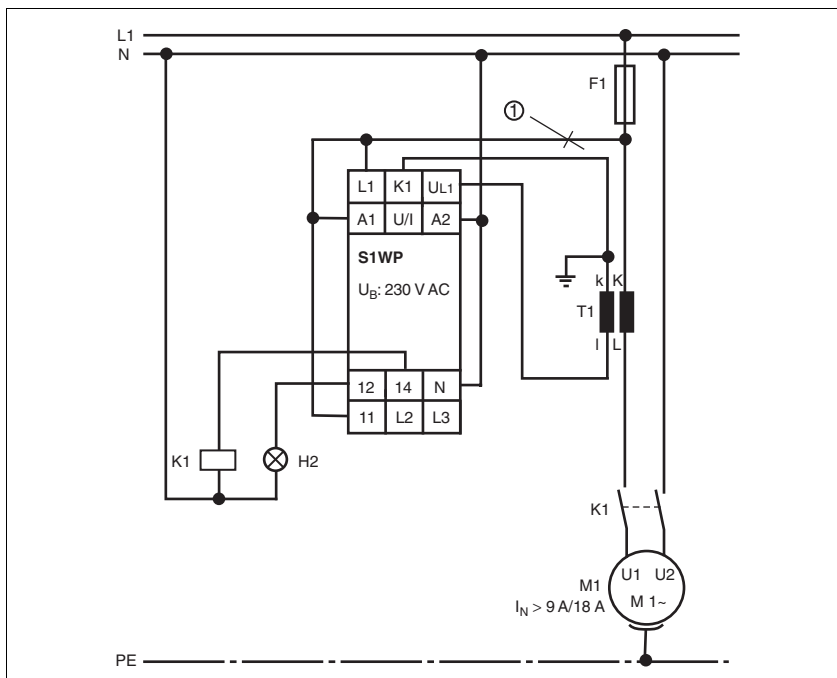 L1
N
F1
①
L1 K1 UL1
A1 U/I A2
S1WP
UB: 230 V AC
k K
T1
l L
12 14 N
11 L2 L3
K1 H2
K1
U1 U2
M1
M 1~
IN > 9 A/18 A
PE